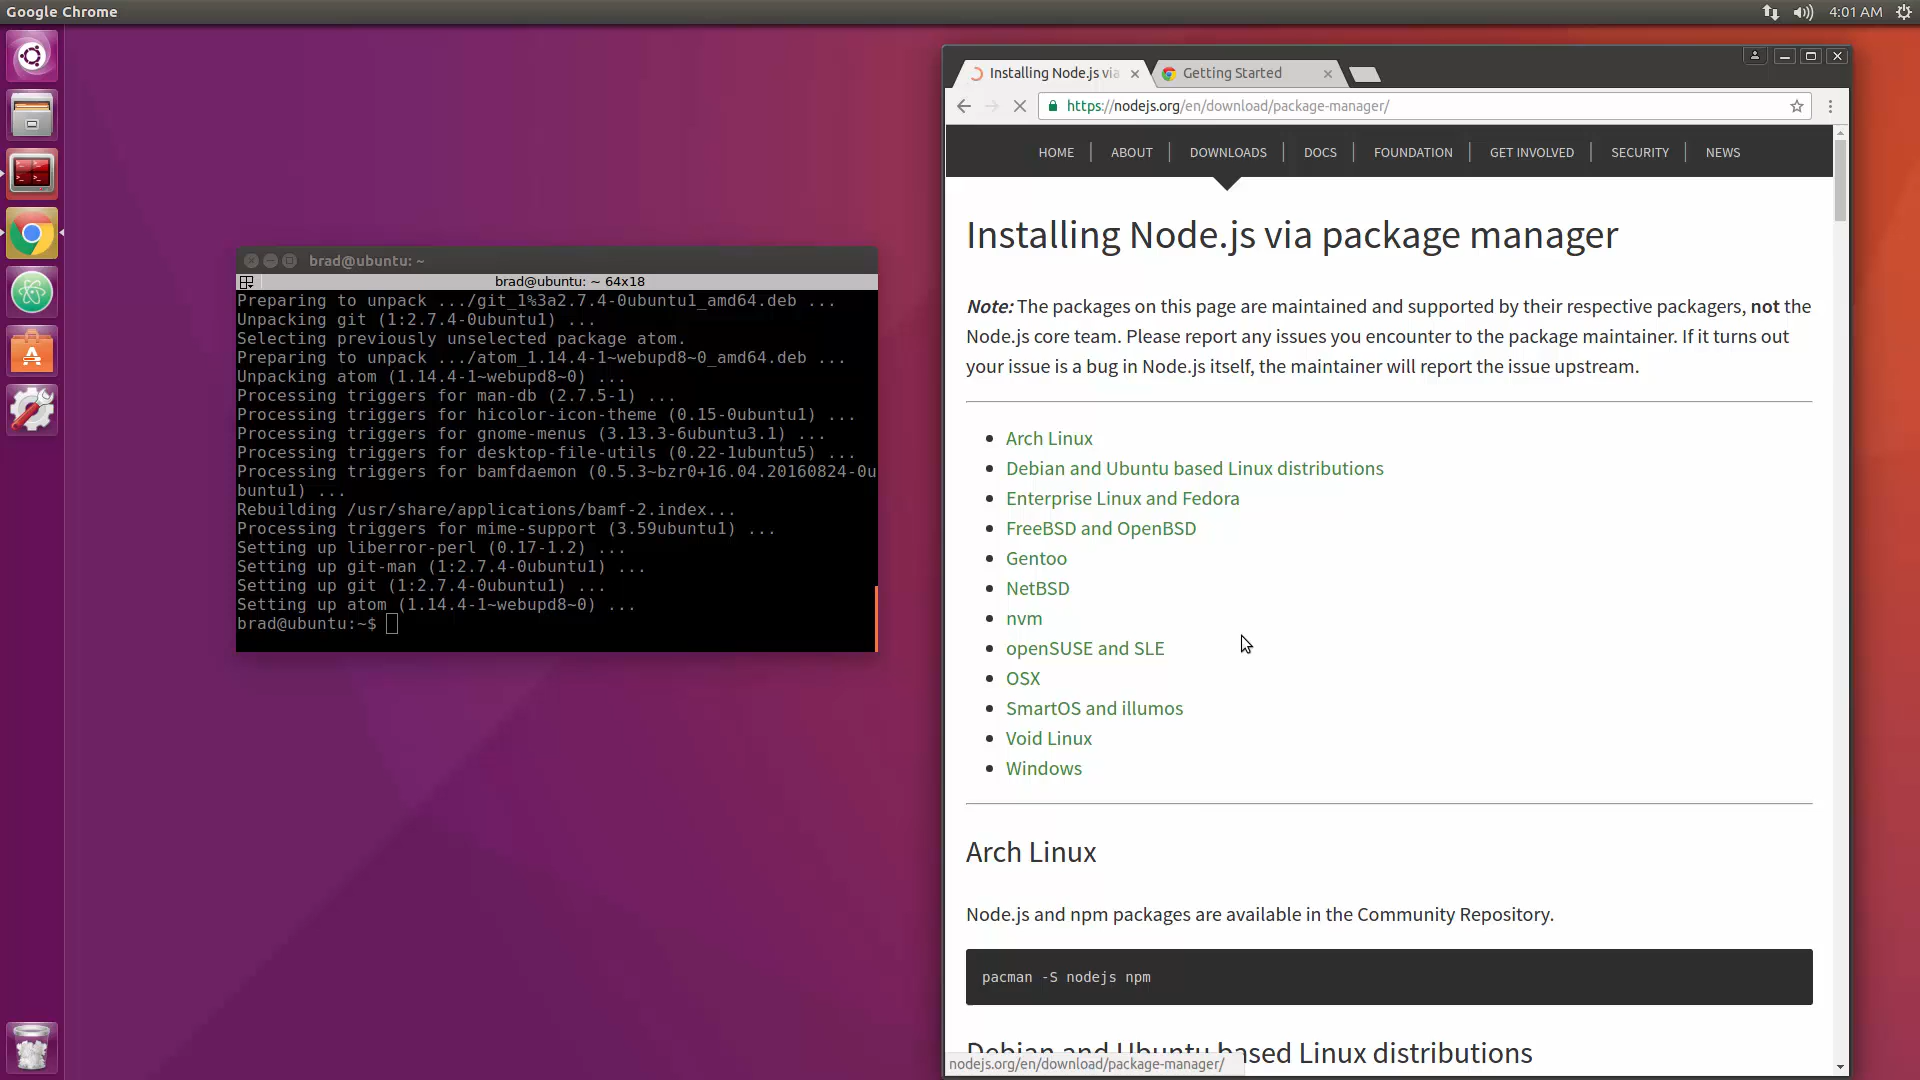 Google Chrome
4:01 AM
brad@ubuntu: ~
brad@ubuntu: ~ 64x18
Preparing to unpack .../git_1%3a2.7.4-0ubuntu1_amd64.deb ...
Unpacking git (1:2.7.4-0ubuntu1) ...
Selecting previously unselected package atom.
Preparing to unpack .../atom_1.14.4-1~webupd8~0_amd64.deb ...
Unpacking atom (1.14.4-1~webupd8~0) ...
Processing triggers for man-db (2.7.5-1) ...
Processing triggers for hicolor-icon-theme (0.15-0ubuntu1) ...
Processing triggers for gnome-menus (3.13.3-6ubuntu3.1) ...
Processing triggers for desktop-file-utils (0.22-1ubuntu5) ...
Processing triggers for bamfdaemon (0.5.3~bzr0+16.04.20160824-0u
buntu1) ...
Rebuilding /usr/share/applications/bamf-2.index...
Processing triggers for mime-support (3.59ubuntu1) ...
Setting up liberror-perl (0.17-1.2) ...
Setting up git-man (1:2.7.4-0ubuntu1) ...
Setting up git (1:2.7.4-0ubuntu1) ...
Setting up atom (1.14.4-1~webupd8~0) ...
brad@ubuntu:~$
Installing Node.js via
Getting Started
https://nodejs.org/en/download/package-manager/
HOME
ABOUT
DOWNLOADS
DOCS
FOUNDATION
GET INVOLVED
SECURITY
NEWS
Installing Node.js via package manager
Note: The packages on this page are maintained and supported by their respective packagers, not the
Node.js core team. Please report any issues you encounter to the package maintainer. If it turns out
your issue is a bug in Node.js itself, the maintainer will report the issue upstream.
Arch Linux
Debian and Ubuntu based Linux distributions
Enterprise Linux and Fedora
FreeBSD and OpenBSD
Gentoo
NetBSD
nvm
openSUSE and SLE
OSX
SmartOS and illumos
Void Linux
Windows
Arch Linux
Node.js and npm packages are available in the Community Repository.
pacman -S nodejs npm
Debian and Ubuntu based Linux distributions
nodejs.org/en/download/package-manager/